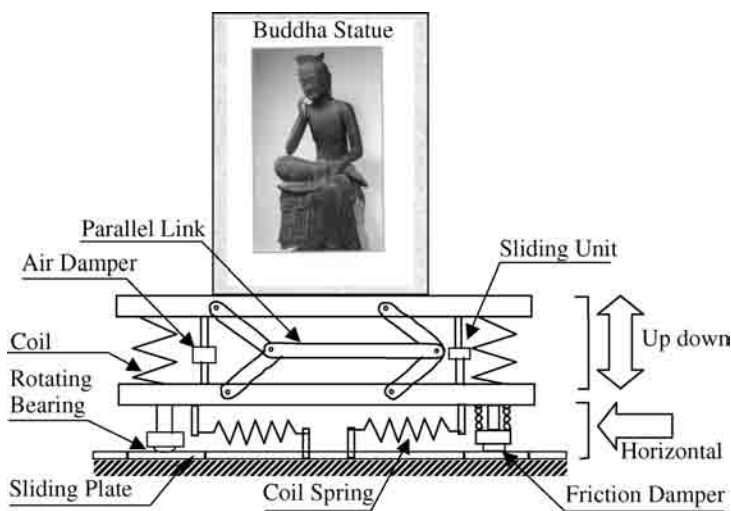 Buddha Statue
Parallel Link
Air Damper
Sliding Unit
Coil
Up down
Rotating
Bearing
Horizontal
Sliding Plate
Coil Spring
Friction Damper